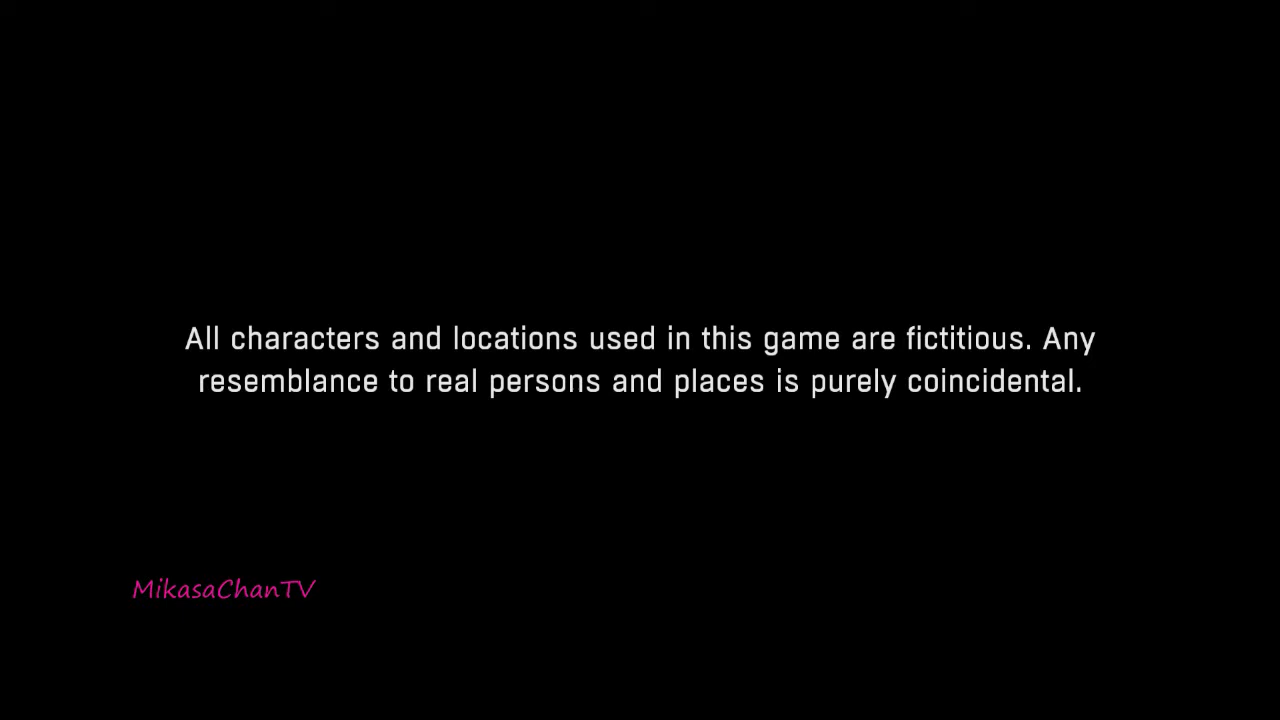 All characters and locations used in this game are fictitious. Any
resemblance to real persons and places is purely coincidental.
MikasaChanTV